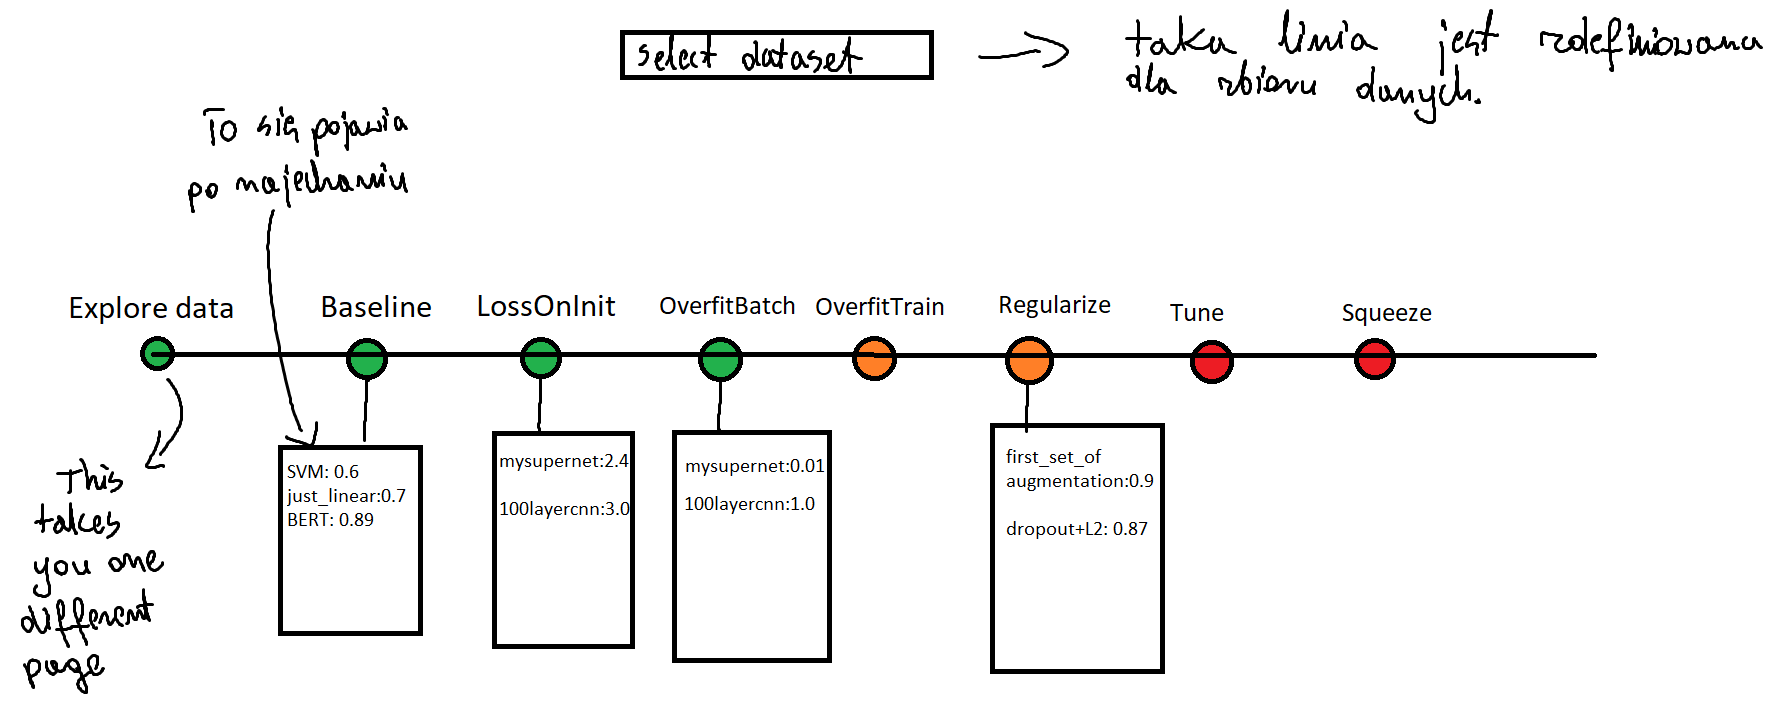 select dataset
taka linia jest zdefiniowana
dla zbioru danych.
To się pojawia
po najechaniu
Explore data
Baseline
LossOnInit
OverfitBatch
OverfitTrain
Regularize
Tune
Squeeze
This
takes
you one
different
page
SVM: 0.6
just_linear:0.7
BERT: 0.89
mysupernet:2.4
100layercnn:3.0
mysupernet:0.01
100layercnn:1.0
first_set_of
augmentation:0.9
dropout+L2: 0.87